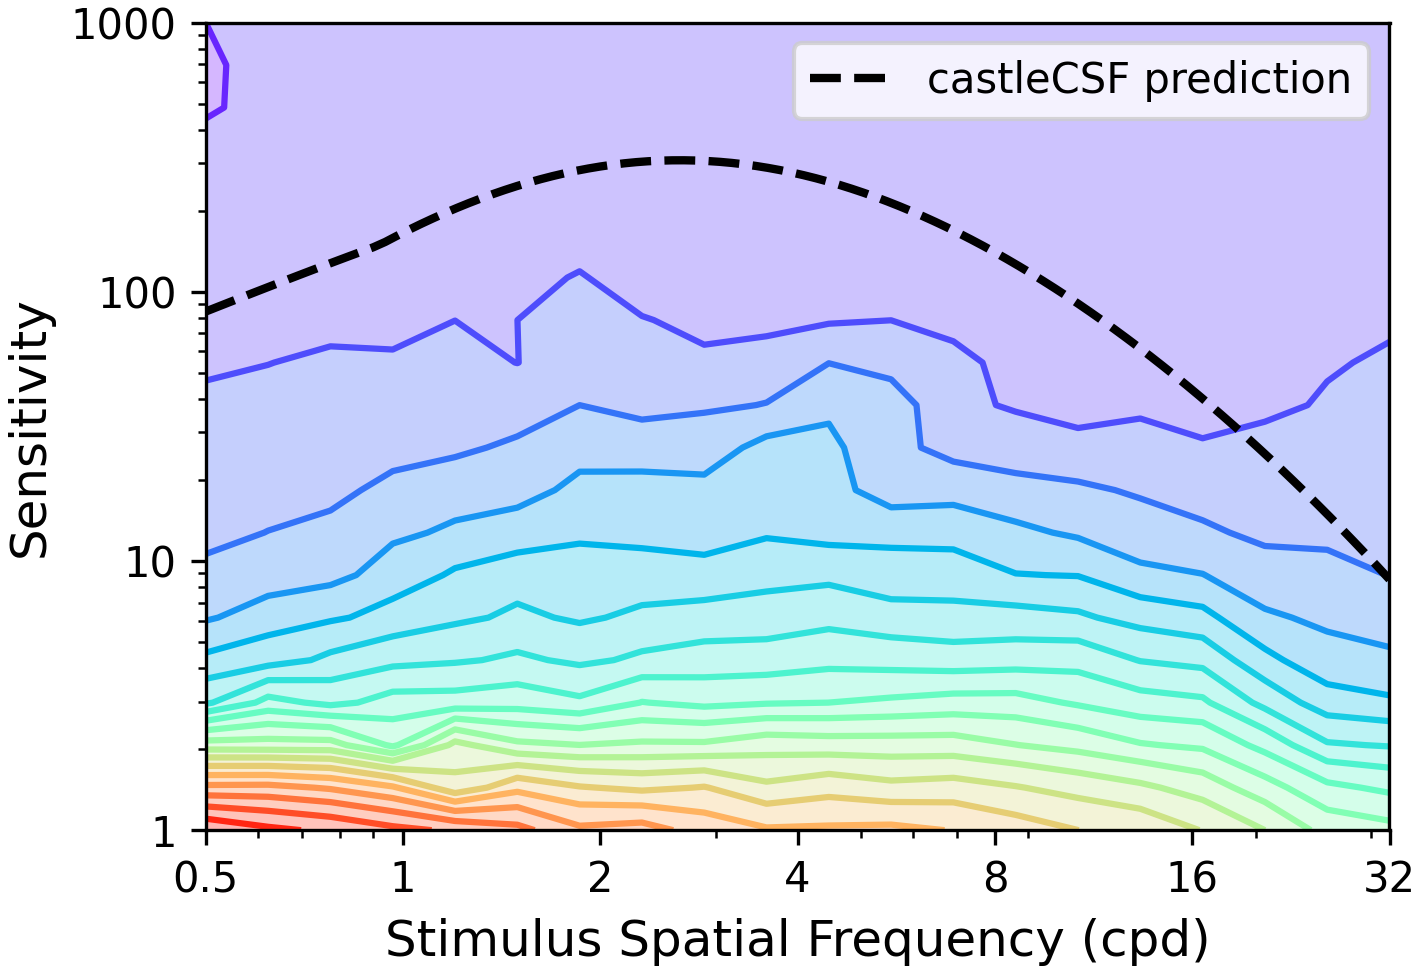 1000
100
10
1
Sensitivity
castleCSF prediction
0.5 1 2 4 8 16 32
Stimulus Spatial Frequency (cpd)